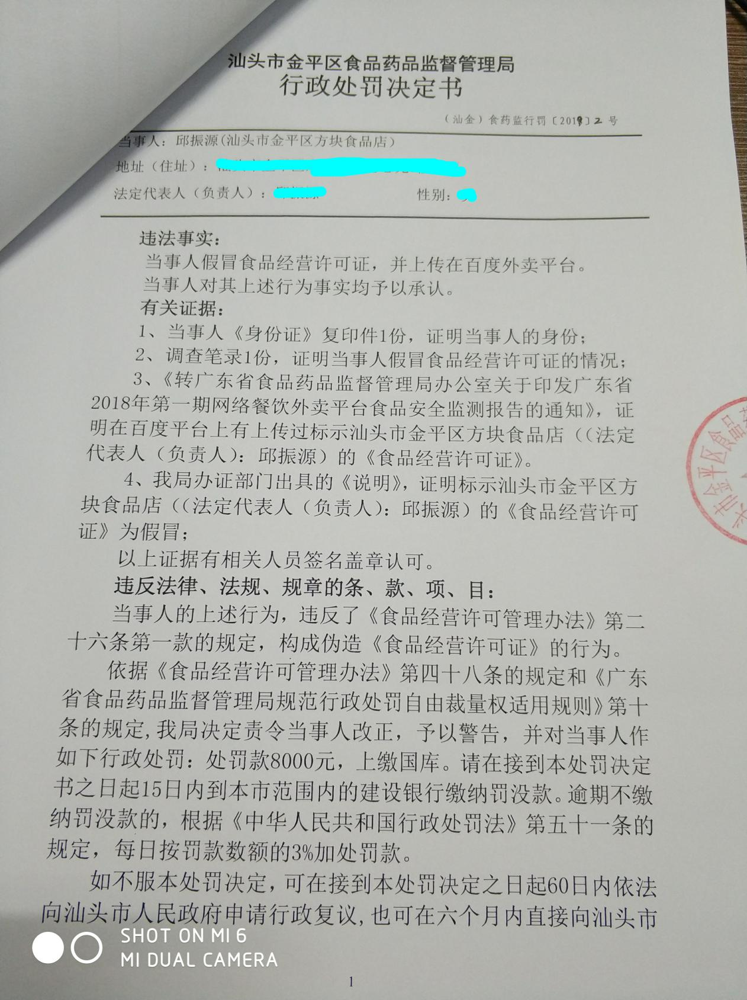 汕头市金平区食品药品监督管理局
行政处罚决定书
（汕金）食药监行罚〔2019〕2 号
当事人：邱振源(汕头市金平区方块食品店）
地址（住址）：
法定代表人（负责人）： 性别：
违法事实：
当事人假冒食品经营许可证，并上传在百度外卖平台。
当事人对其上述行为事实均予以承认。
有关证据：
1、当事人《身份证》复印件1份，证明当事人的身份；
2、调查笔录1份，证明当事人假冒食品经营许可证的情况；
3、《转广东省食品药品监督管理局办公室关于印发广东省
2018年第一期网络餐饮外卖平台食品安全监测报告的通知》，证
明在百度平台上有上传过标示汕头市金平区方块食品店（（法定
代表人（负责人）：邱振源）的《食品经营许可证》。
4、我局办证部门出具的《说明》，证明标示汕头市金平区方
块食品店（（法定代表人（负责人）：邱振源）的《食品经营许可
证》为假冒；
以上证据有相关人员签名盖章认可。
违反法律、法规、规章的条、款、项、目：
当事人的上述行为，违反了《食品经营许可管理办法》第二
十六条第一款的规定，构成伪造《食品经营许可证》的行为。
依据《食品经营许可管理办法》第四十八条的规定和《广东
省食品药品监督管理局规范行政处罚自由裁量权适用规则》第十
条的规定,我局决定责令当事人改正，予以警告，并对当事人作
如下行政处罚：处罚款8000元，上缴国库。请在接到本处罚决定
书之日起15日内到本市范围内的建设银行缴纳罚没款。逾期不缴
纳罚没款的，根据《中华人民共和国行政处罚法》第五十一条的
规定，每日按罚款数额的3%加处罚款。
如不服本处罚决定，可在接到本处罚决定之日起60日内依法
向汕头市人民政府申请行政复议,也可在六个月内直接向汕头市
头市金平区食品药
SHOT ON MI 6
MI DUAL CAMERA
1